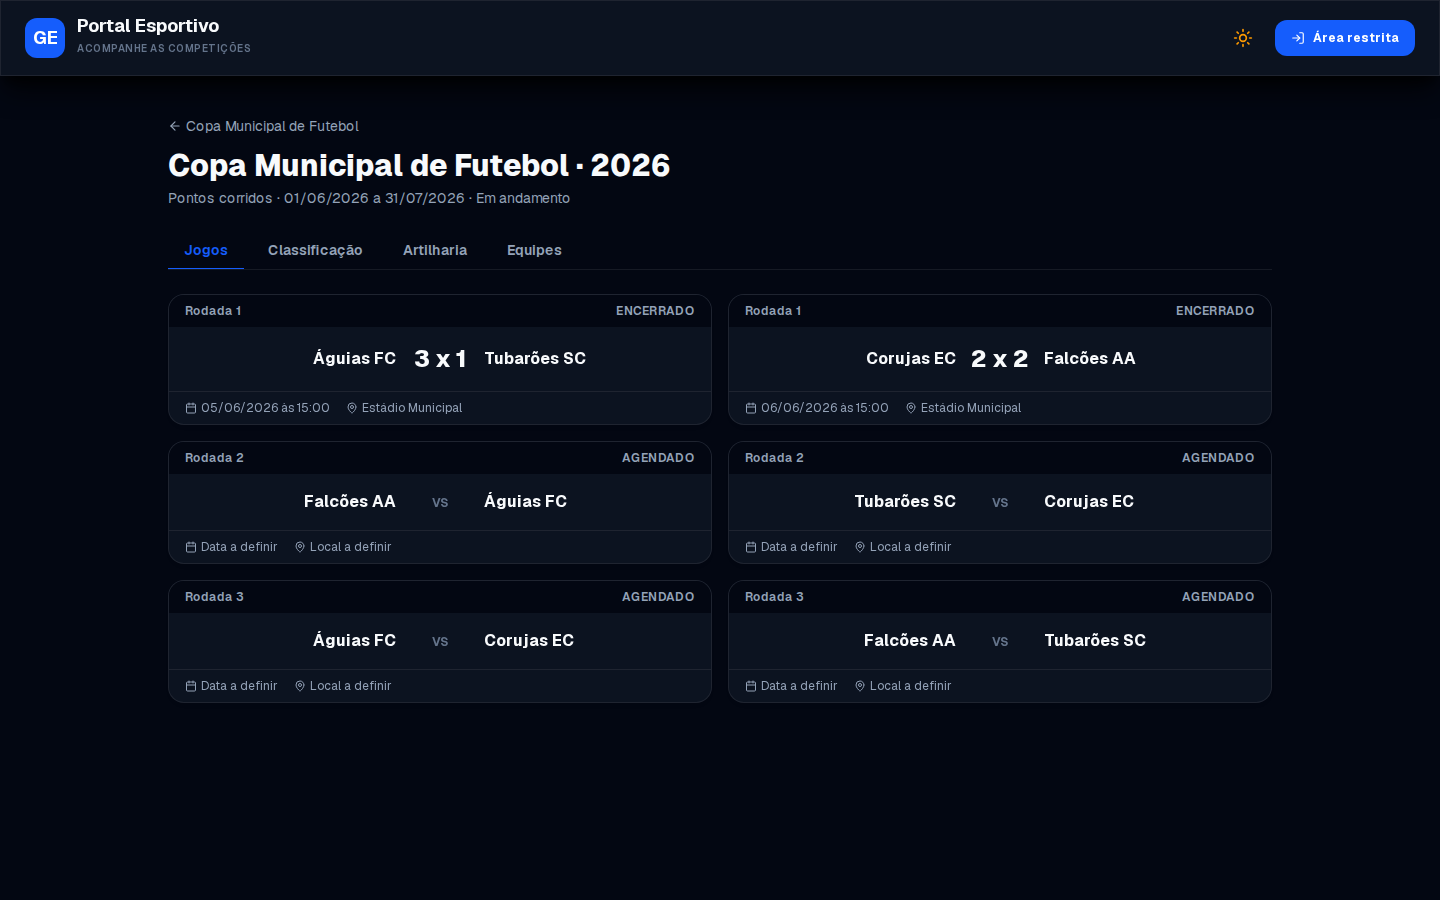 GE
Portal Esportivo
ACOMPANHE AS COMPETIÇÕES
Área restrita
Copa Municipal de Futebol
Copa Municipal de Futebol · 2026
Pontos corridos · 01/06/2026 a 31/07/2026 · Em andamento
Jogos Classificação Artilharia Equipes
Rodada 1 ENCERRADO
Águias FC 3 x 1 Tubarões SC
05/06/2026 às 15:00 Estádio Municipal
Rodada 1 ENCERRADO
Corujas EC 2 x 2 Falcões AA
06/06/2026 às 15:00 Estádio Municipal
Rodada 2 AGENDADO
Falcões AA vs Águias FC
Data a definir Local a definir
Rodada 2 AGENDADO
Tubarões SC vs Corujas EC
Data a definir Local a definir
Rodada 3 AGENDADO
Águias FC vs Corujas EC
Data a definir Local a definir
Rodada 3 AGENDADO
Falcões AA vs Tubarões SC
Data a definir Local a definir